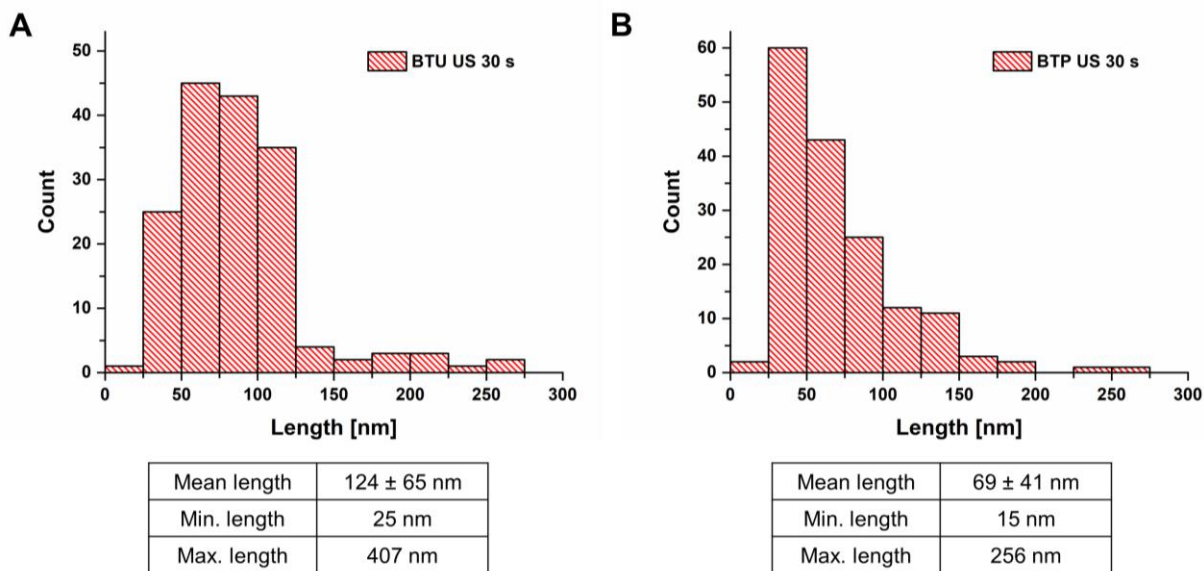 A
BTU US 30 s
50
40
30
20
10
0
Count
0 50 100 150 200 250 300
Length [nm]
Mean length 124 ± 65 nm
Min. length 25 nm
Max. length 407 nm
B
BTP US 30 s
60
50
40
30
20
10
0
Count
0 50 100 150 200 250 300
Length [nm]
Mean length 69 ± 41 nm
Min. length 15 nm
Max. length 256 nm